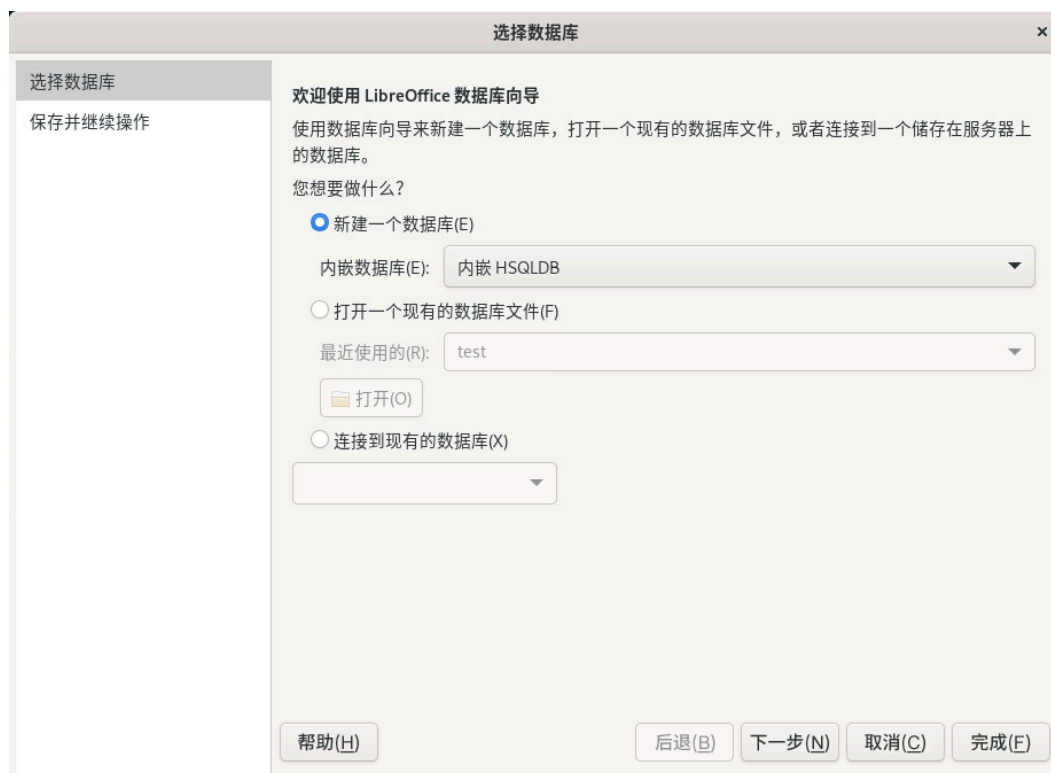 选择数据库
×
选择数据库
保存并继续操作
欢迎使用 LibreOffice 数据库向导
使用数据库向导来新建一个数据库，打开一个现有的数据库文件，或者连接到一个储存在服务器上
的数据库。
您想要做什么？
新建一个数据库(E)
内嵌数据库(E): 内嵌 HSQLDB
打开一个现有的数据库文件(F)
最近使用的(R): test
打开(O)
连接到现有的数据库(X)
帮助(H) 后退(B) 下一步(N) 取消(C) 完成(F)